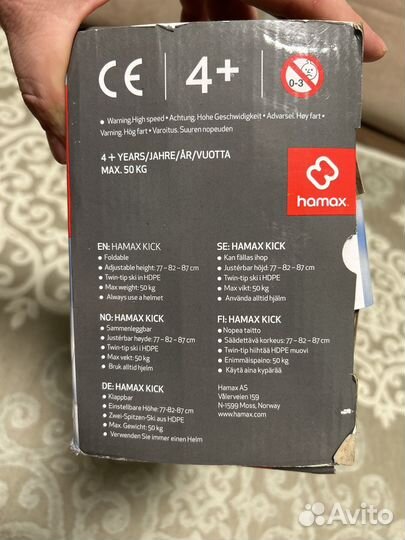 CE 4+
0-3
• Warning. High speed • Achtung. Hohe Geschwidigkeit • Advarsel. Høy fart •
Varning. Hög fart • Varoitus. Suuren nopeuden
4 + YEARS/JAHRE/ÅR/VUOTTA
MAX. 50 KG
hamax
EN: HAMAX KICK
• Foldable
• Adjustable height: 77 – 82 – 87 cm
• Twin-tip ski in HDPE
• Max weight: 50 kg
• Always use a helmet
NO: HAMAX KICK
• Sammenleggbar
• Justerbar høyde: 77 – 82 – 87 cm
• Twin-tip ski i HDPE
• Max vekt: 50 kg
• Bruk alltid hjelm
DE: HAMAX KICK
• Klappbar
• Einstelbare Höhe: 77-82-87 cm
• Zwei-Spitzen-Ski aus HDPE
• Max. Gewicht: 50 kg
• Verwenden Sie immer einen Helm
SE: HAMAX KICK
• Kan fällas ihop
• Justérbar höjd: 77 – 82 – 87 cm
• Twin-tip ski i HDPE
• Max vikt: 50 kg
• Använda alltid hjälm
FI: HAMAX KICK
• Nopea taitto
• Säädettävä korkeus: 77 – 82 – 87 cm
• Twin-tip hiihtää HDPE muovi
• Enimmäispaino: 50 kg
• Käytä aina kypärää
Hamax AS
Vålerveien 159
N-1599 Moss, Norway
www.hamax.com
Avito